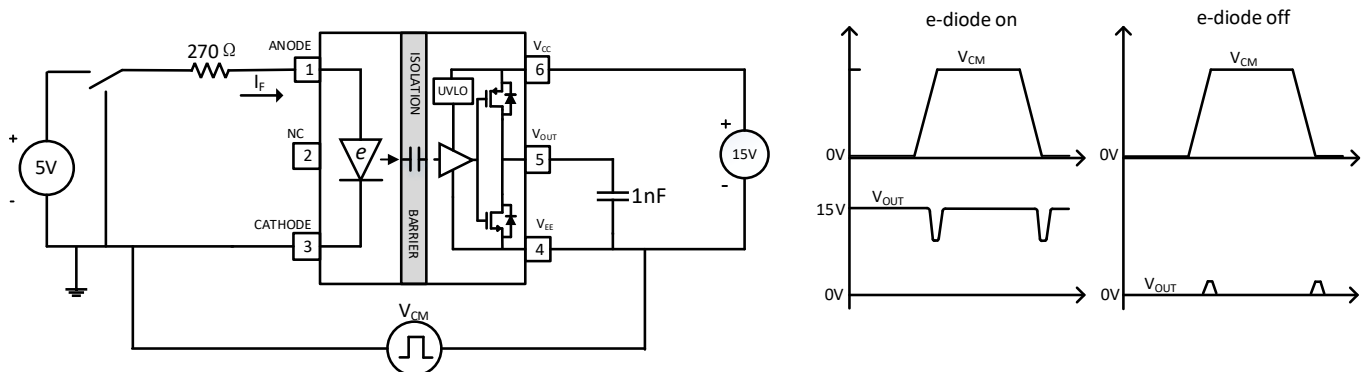 270 Ω
I_F
+
5V
-
ANODE
1
NC
2
CATHODE
3
e
ISOLATION
BARRIER
UVLO
V_CC
6
V_OUT
5
V_EE
4
1nF
+
15V
-
V_CM
e-diode on
V_CM
0V
15V
V_OUT
0V
e-diode off
V_CM
0V
0V
V_OUT